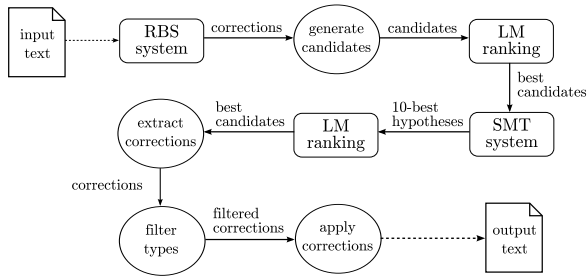 input
text
RBS
system
corrections
generate
candidates
candidates
LM
ranking
best
candidates
SMT
system
10-best
hypotheses
LM
ranking
best
candidates
extract
corrections
corrections
filter
types
filtered
corrections
apply
corrections
output
text